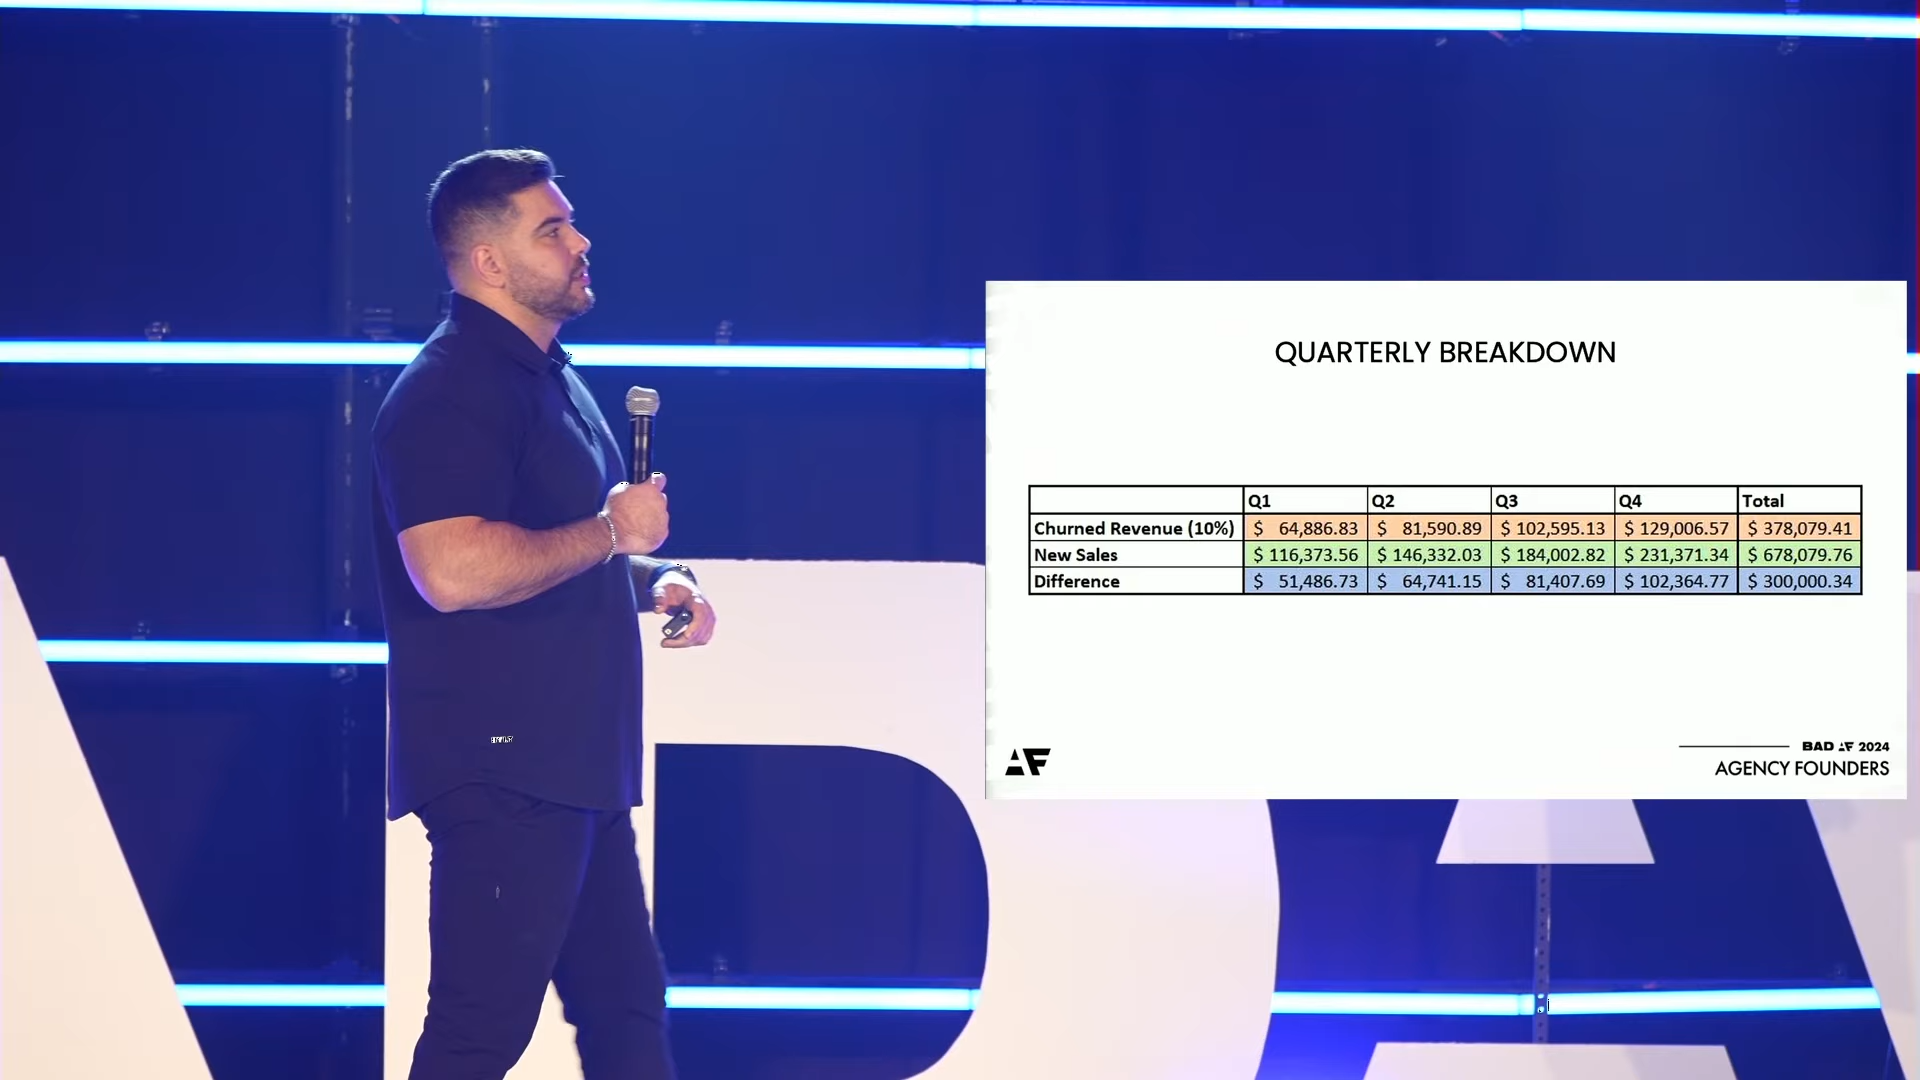 QUARTERLY BREAKDOWN
Q1 Q2 Q3 Q4 Total
Churned Revenue (10%) $ 64,886.83 $ 81,590.89 $ 102,595.13 $ 129,006.57 $ 378,079.41
New Sales $ 116,373.56 $ 146,332.03 $ 184,002.82 $ 231,371.34 $ 678,079.76
Difference $ 51,486.73 $ 64,741.15 $ 81,407.69 $ 102,364.77 $ 300,000.34
AF
BAD AF 2024
AGENCY FOUNDERS